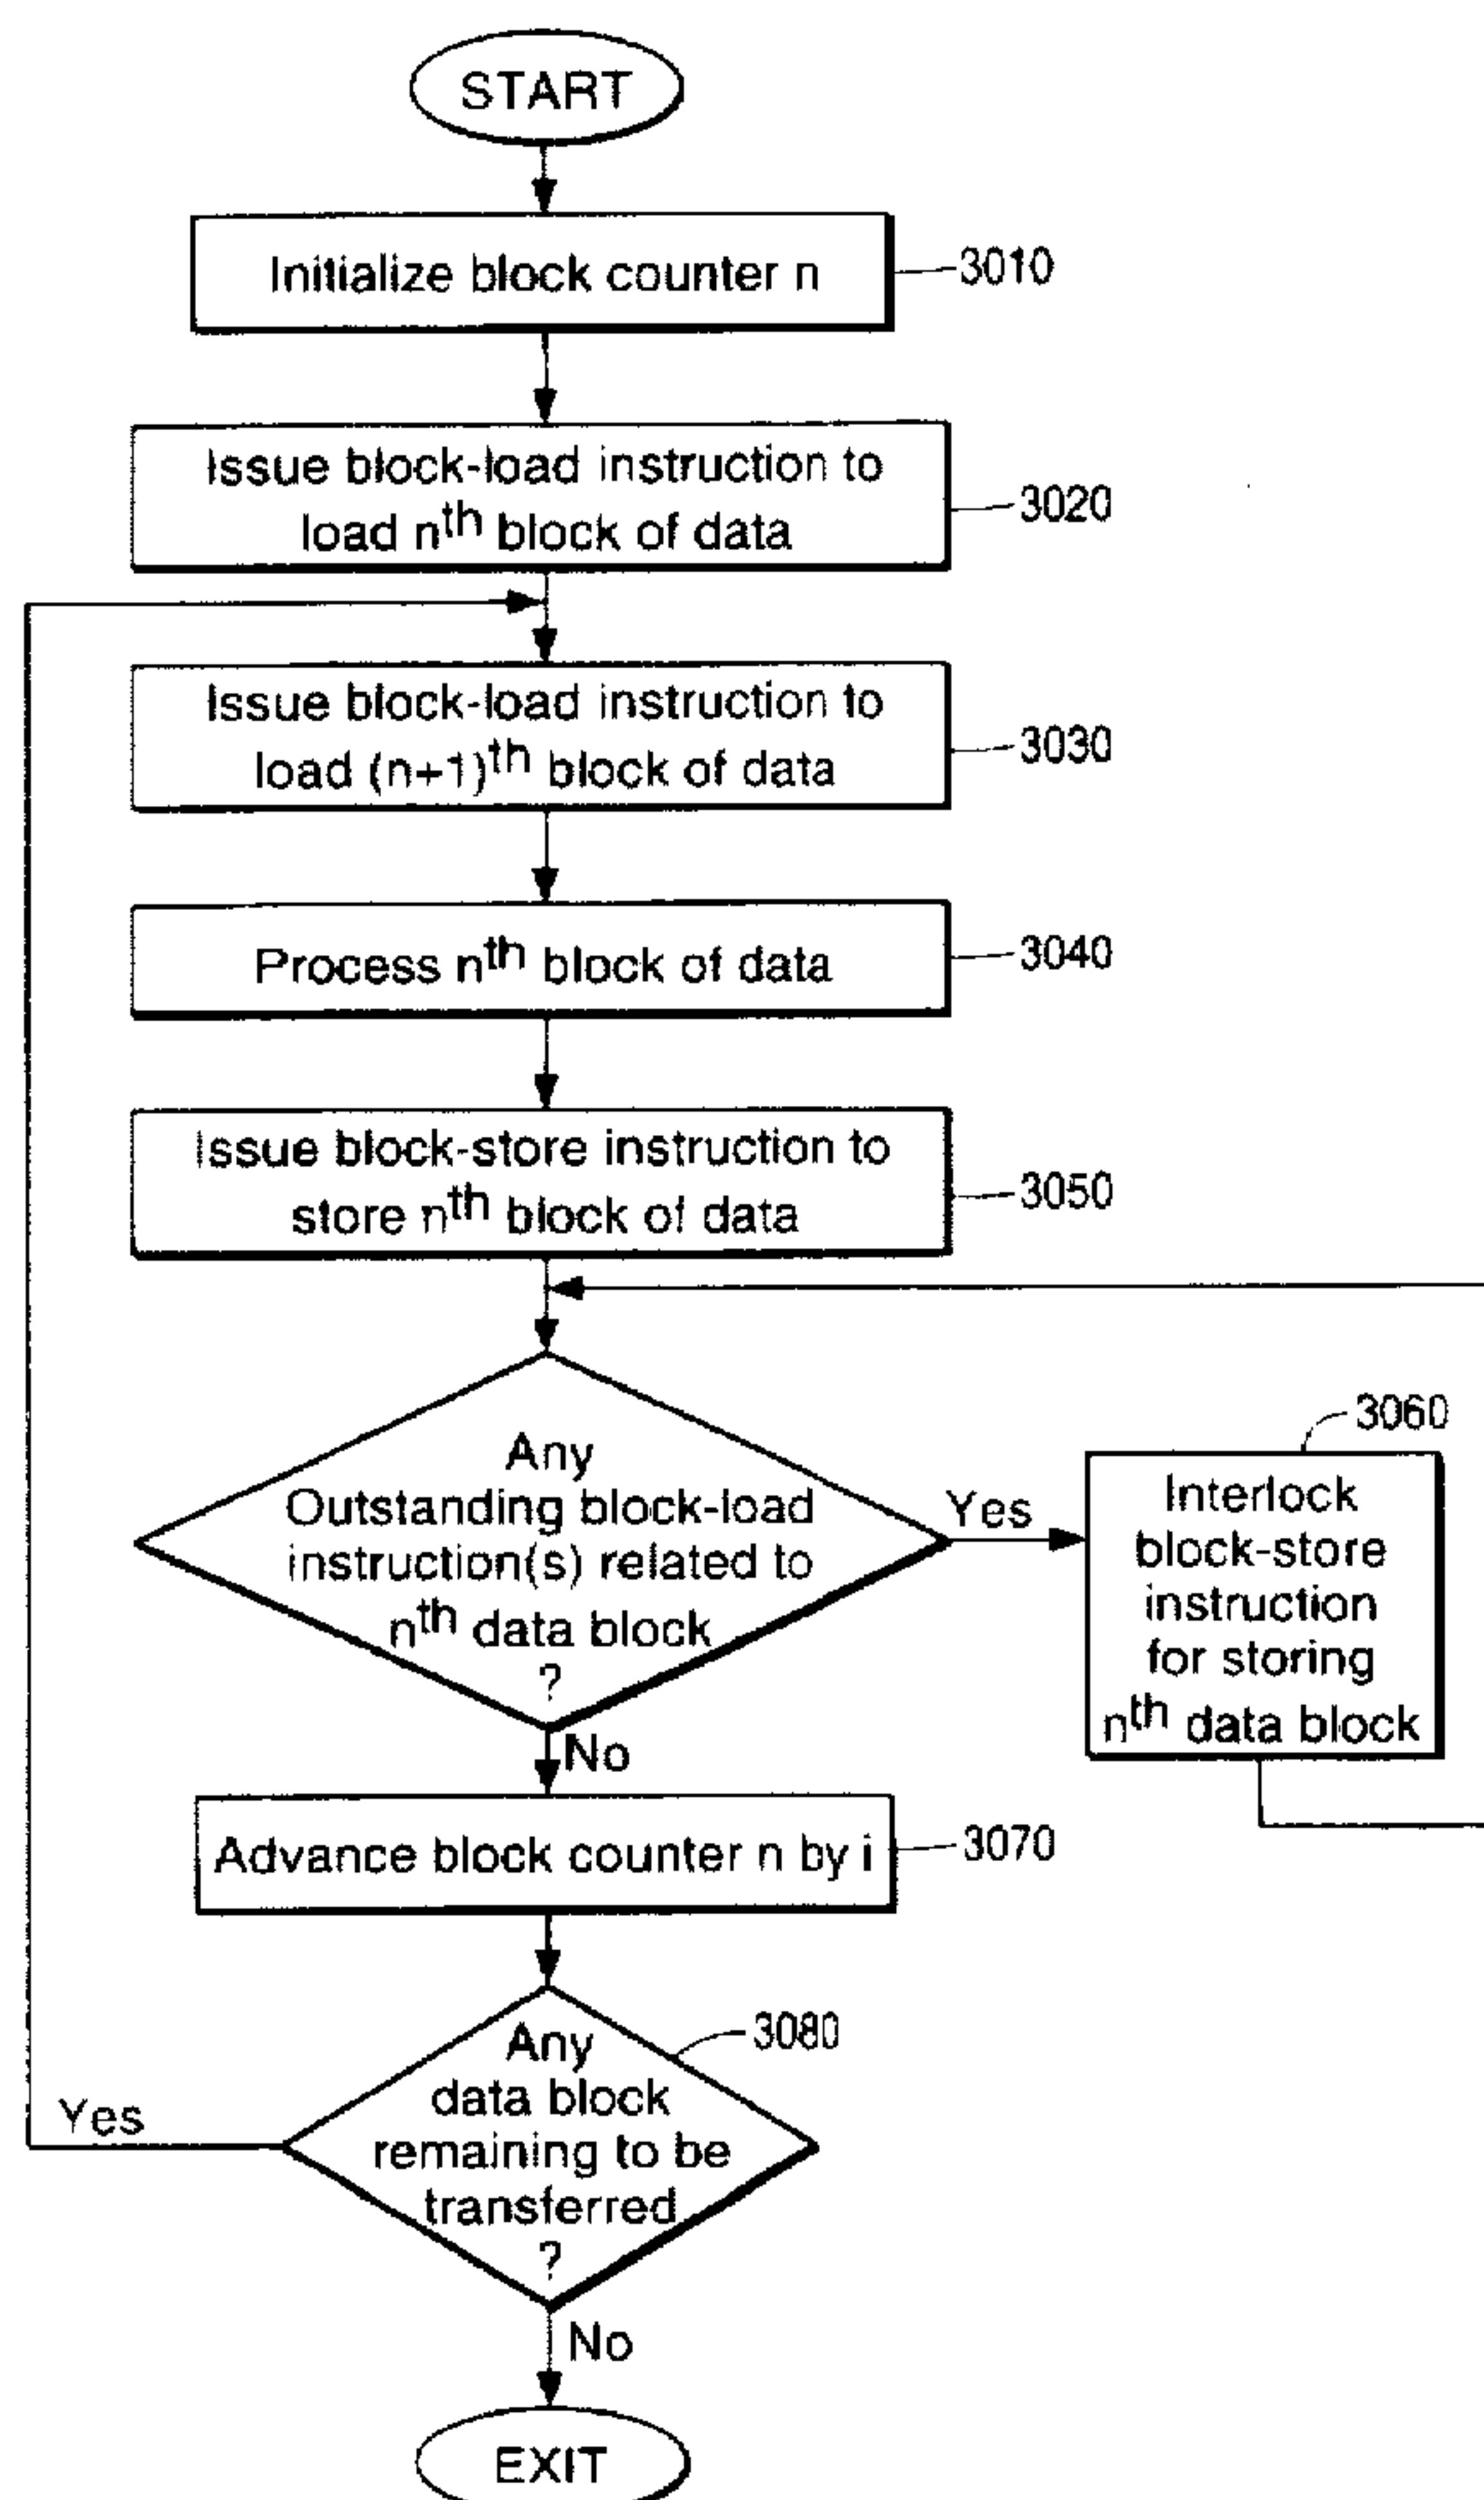 START
Initialize block counter n
3010
Issue block-load instruction to
load nth block of data
3020
Issue block-load instruction to
load (n+1)th block of data
3030
Process nth block of data
3040
Issue block-store instruction to
store nth block of data
3050
Any
Outstanding block-load
instruction(s) related to
nth data block
?
Yes
3060
Interlock
block-store
instruction
for storing
nth data block
No
Advance block counter n by i
3070
Any
data block
remaining to be
transferred
?
3080
Yes
No
EXIT